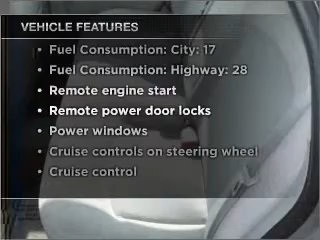 VEHICLE FEATURES
• Fuel Consumption: City: 17
• Fuel Consumption: Highway: 28
• Remote engine start
• Remote power door locks
• Power windows
• Cruise controls on steering wheel
• Cruise control